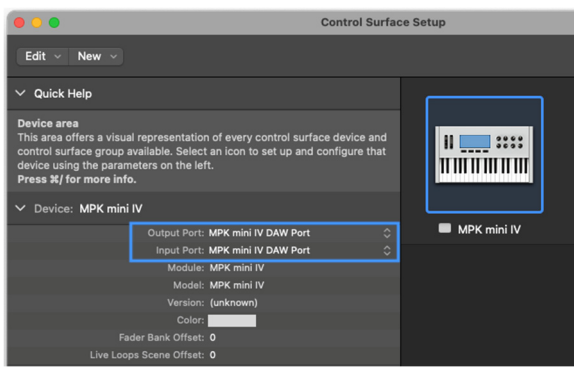 Control Surface Setup
Edit New
Quick Help
Device area
This area offers a visual representation of every control surface device and
control surface group available. Select an icon to set up and configure that
device using the parameters on the left.
Press ⌘/ for more info.
Device: MPK mini IV
Output Port: MPK mini IV DAW Port
Input Port: MPK mini IV DAW Port
Module: MPK mini IV
Model: MPK mini IV
Version: (unknown)
Color:
Fader Bank Offset: 0
Live Loops Scene Offset: 0
MPK mini IV